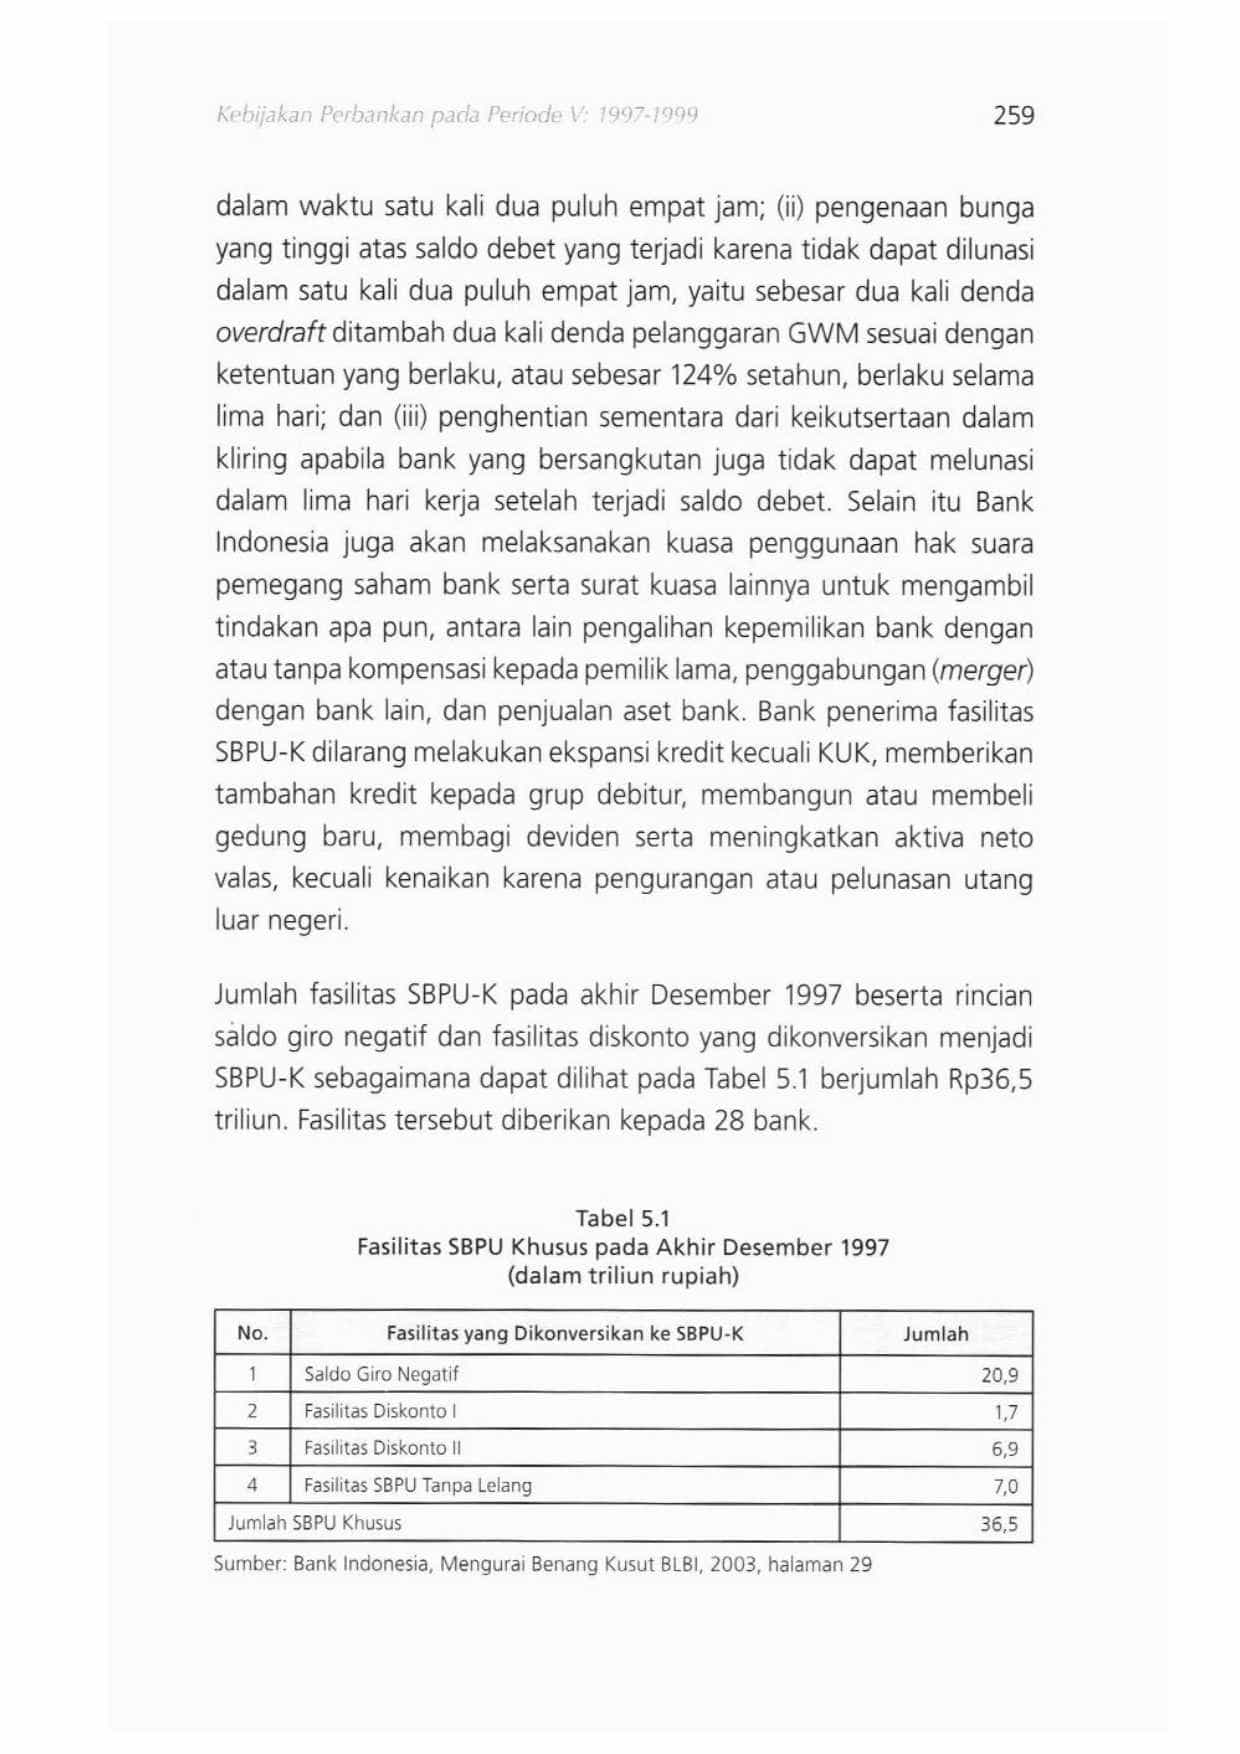 Kebijakan Perbankan pada Periode V: 1997-1999 259
dalam waktu satu kali dua puluh empat jam; (ii) pengenaan bunga
yang tinggi atas saldo debet yang terjadi karena tidak dapat dilunasi
dalam satu kali dua puluh empat jam, yaitu sebesar dua kali denda
overdraft ditambah dua kali denda pelanggaran GWM sesuai dengan
ketentuan yang berlaku, atau sebesar 124% setahun, berlaku selama
lima hari; dan (iii) penghentian sementara dari keikutsertaan dalam
kliring apabila bank yang bersangkutan juga tidak dapat melunasi
dalam lima hari kerja setelah terjadi saldo debet. Selain itu Bank
Indonesia juga akan melaksanakan kuasa penggunaan hak suara
pemegang saham bank serta surat kuasa lainnya untuk mengambil
tindakan apa pun, antara lain pengalihan kepemilikan bank dengan
atau tanpa kompensasi kepada pemilik lama, penggabungan (merger)
dengan bank lain, dan penjualan aset bank. Bank penerima fasilitas
SBPU-K dilarang melakukan ekspansi kredit kecuali KUK, memberikan
tambahan kredit kepada grup debitur, membangun atau membeli
gedung baru, membagi deviden serta meningkatkan aktiva neto
valas, kecuali kenaikan karena pengurangan atau pelunasan utang
luar negeri.
Jumlah fasilitas SBPU-K pada akhir Desember 1997 beserta rincian
saldo giro negatif dan fasilitas diskonto yang dikonversikan menjadi
SBPU-K sebagaimana dapat dilihat pada Tabel 5.1 berjumlah Rp36,5
triliun. Fasilitas tersebut diberikan kepada 28 bank.
Tabel 5.1
Fasilitas SBPU Khusus pada Akhir Desember 1997
(dalam triliun rupiah)
No. Fasilitas yang Dikonversikan ke SBPU-K Jumlah
1 Saldo Giro Negatif 20,9
2 Fasilitas Diskonto I 1,7
3 Fasilitas Diskonto II 6,9
4 Fasilitas SBPU Tanpa Lelang 7,0
Jumlah SBPU Khusus 36,5
Sumber: Bank Indonesia, Mengurai Benang Kusut BLBI, 2003, halaman 29